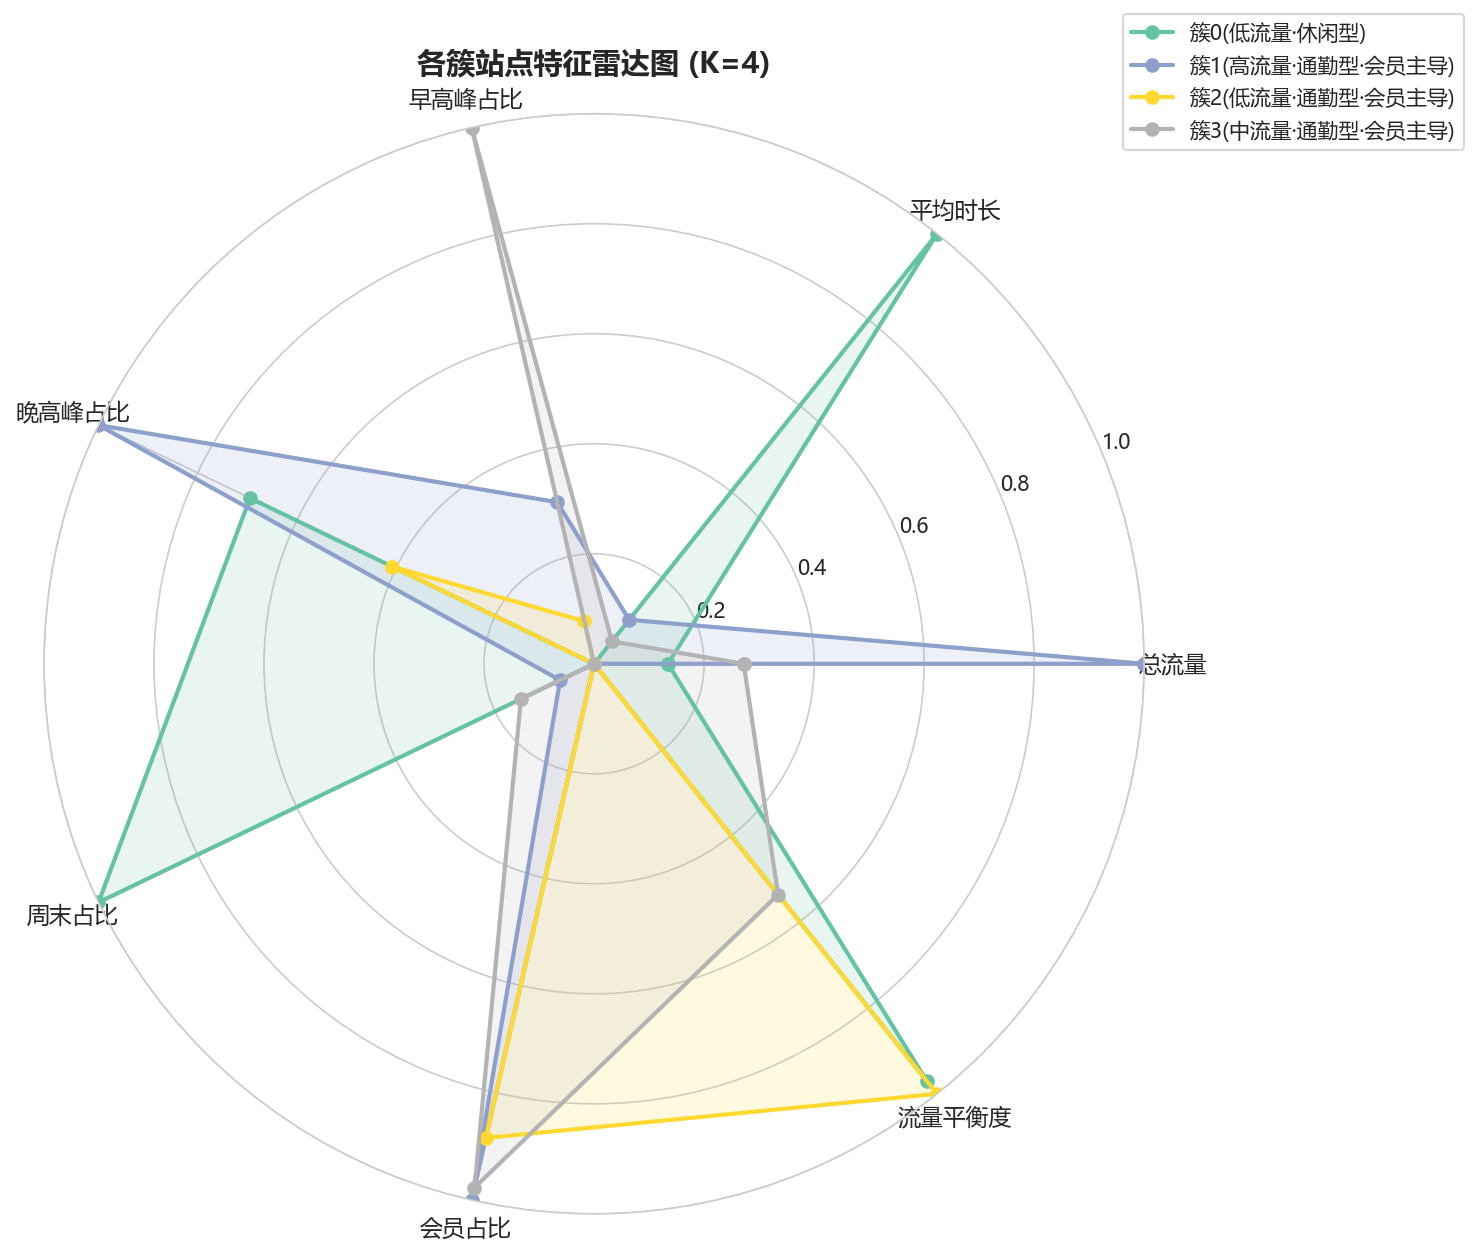 各簇站点特征雷达图 (K=4)
簇0(低流量·休闲型)
簇1(高流量·通勤型·会员主导)
簇2(低流量·通勤型·会员主导)
簇3(中流量·通勤型·会员主导)
早高峰占比
平均时长
晚高峰占比
1.0
0.8
0.6
0.4
0.2
总流量
周末占比
流量平衡度
会员占比